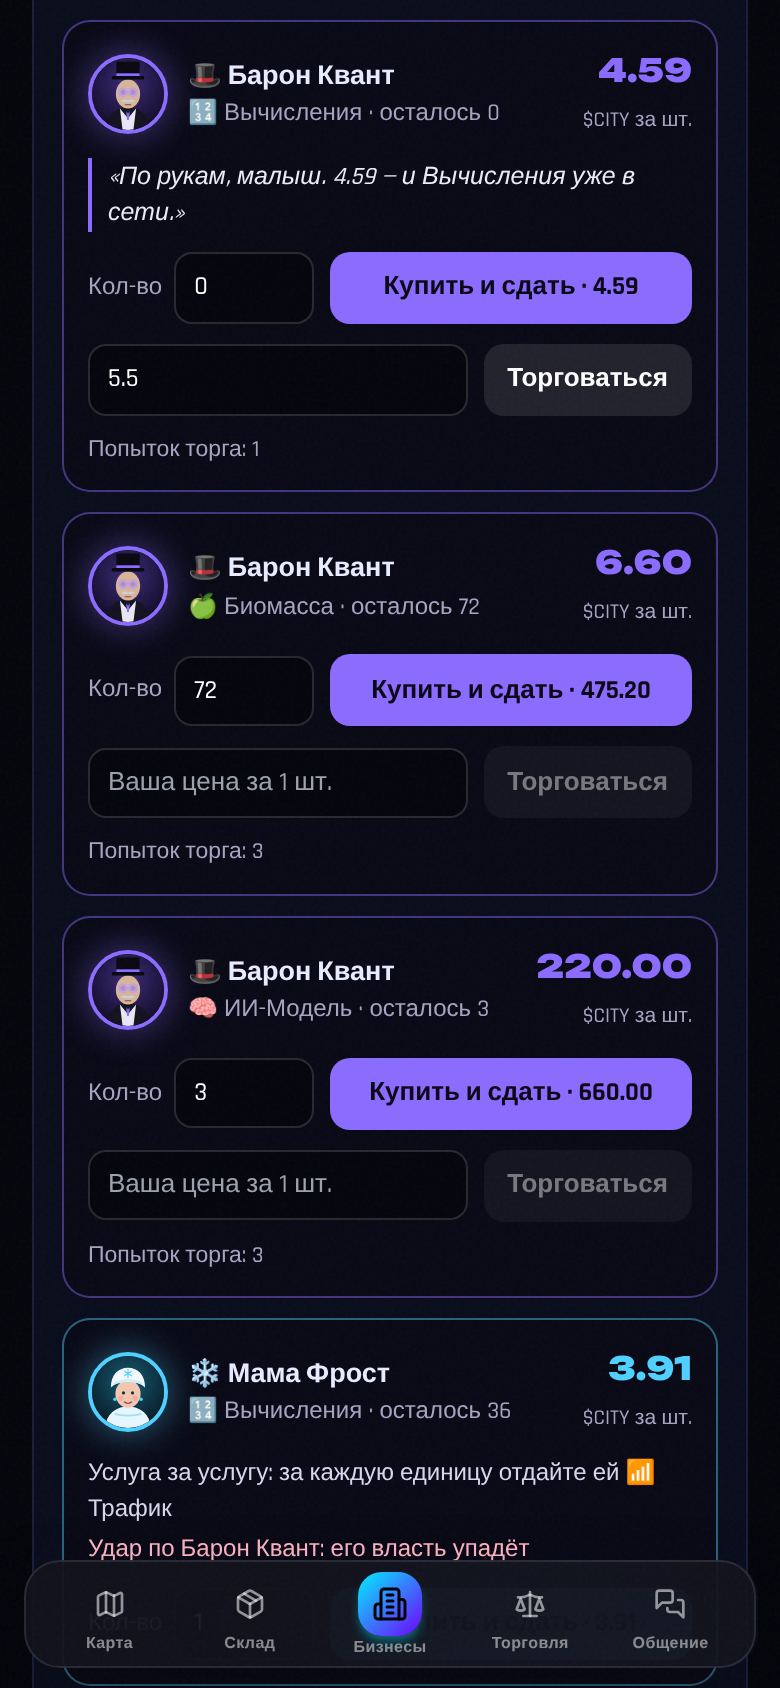 🎩 Барон Квант
4.59
🔢 Вычисления · осталось 0
$CITY за шт.
«По рукам, малыш. 4.59 — и Вычисления уже в
сети.»
Кол-во
0
Купить и сдать · 4.59
5.5
Торговаться
Попыток торга: 1
🎩 Барон Квант
6.60
🍏 Биомасса · осталось 72
$CITY за шт.
Кол-во
72
Купить и сдать · 475.20
Ваша цена за 1 шт.
Торговаться
Попыток торга: 3
🎩 Барон Квант
220.00
🧠 ИИ-Модель · осталось 3
$CITY за шт.
Кол-во
3
Купить и сдать · 660.00
Ваша цена за 1 шт.
Торговаться
Попыток торга: 3
❄️ Мама Фрост
3.91
🔢 Вычисления · осталось 36
$CITY за шт.
Услуга за услугу: за каждую единицу отдайте ей 📶
Трафик
Удар по Барон Квант: его власть упадёт
Кол-во
1
Карта
Склад
Бизнесы
Торговля
Общение